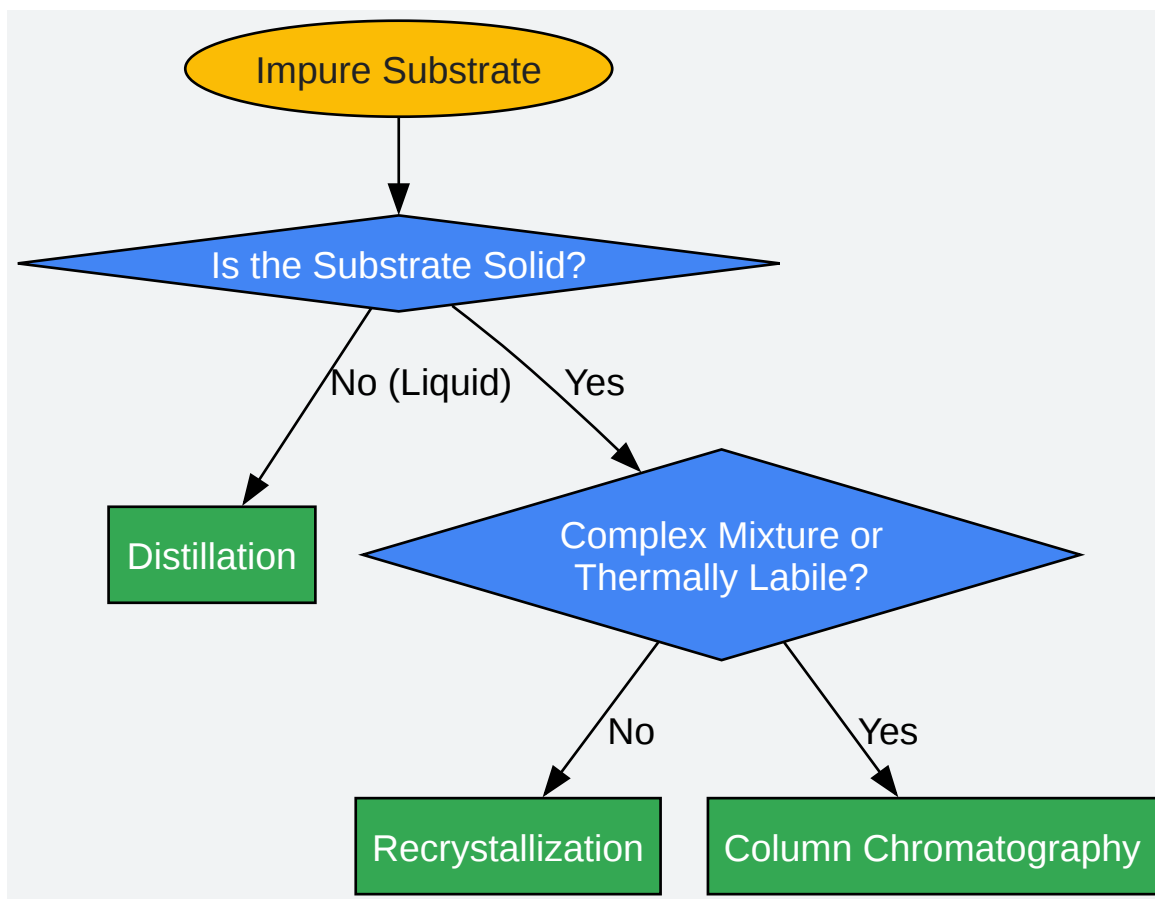 Impure Substrate
Is the Substrate Solid?
No (Liquid)
Yes
Distillation
Complex Mixture or
Thermally Labile?
No
Yes
Recrystallization
Column Chromatography